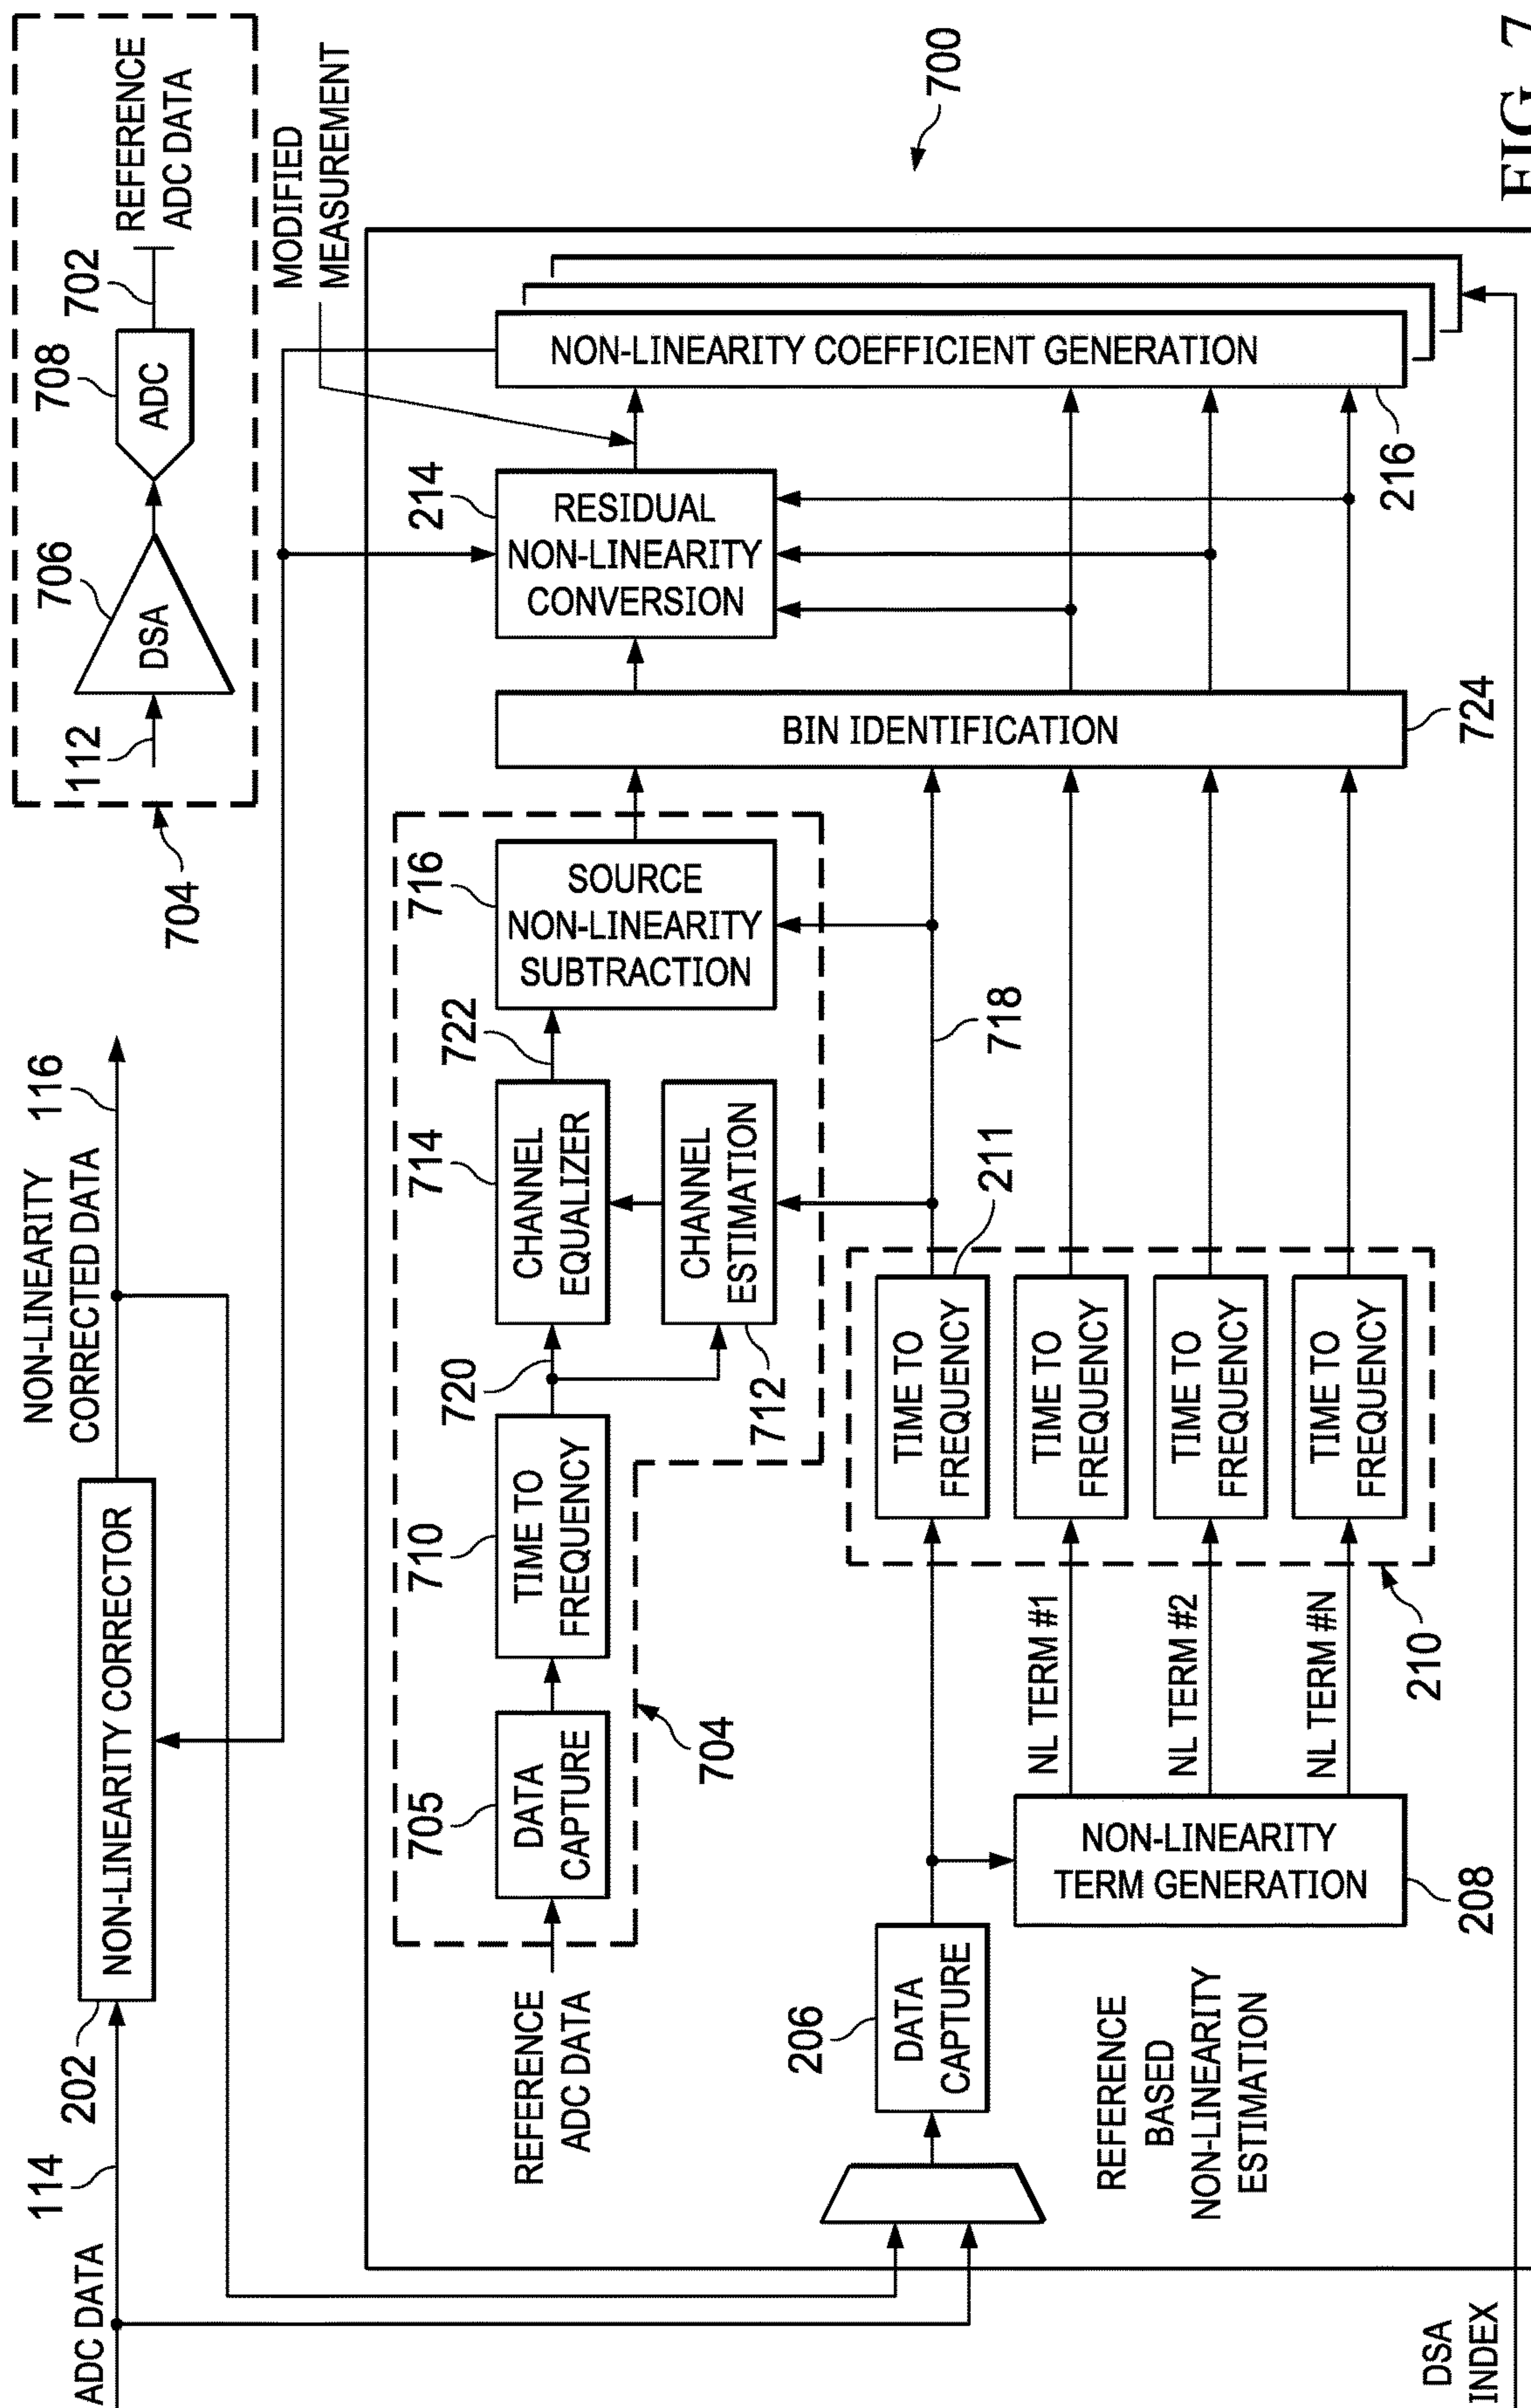 ADC DATA
114
202
NON-LINEARITY CORRECTOR
NON-LINEARITY
CORRECTED DATA
116
704
112
DSA
706
ADC
708
702
REFERENCE
ADC DATA
MODIFIED
MEASUREMENT
700
REFERENCE
ADC DATA
705
DATA
CAPTURE
704
710
TIME TO
FREQUENCY
720
714
CHANNEL
EQUALIZER
722
712
CHANNEL
ESTIMATION
716
SOURCE
NON-LINEARITY
SUBTRACTION
718
214
RESIDUAL
NON-LINEARITY
CONVERSION
BIN IDENTIFICATION
724
NON-LINEARITY COEFFICIENT GENERATION
216
206
DATA
CAPTURE
NON-LINEARITY
TERM GENERATION
208
NL TERM #1
NL TERM #2
NL TERM #N
210
TIME TO
FREQUENCY
211
TIME TO
FREQUENCY
TIME TO
FREQUENCY
TIME TO
FREQUENCY
REFERENCE
BASED
NON-LINEARITY
ESTIMATION
DSA
INDEX
FIG. 7